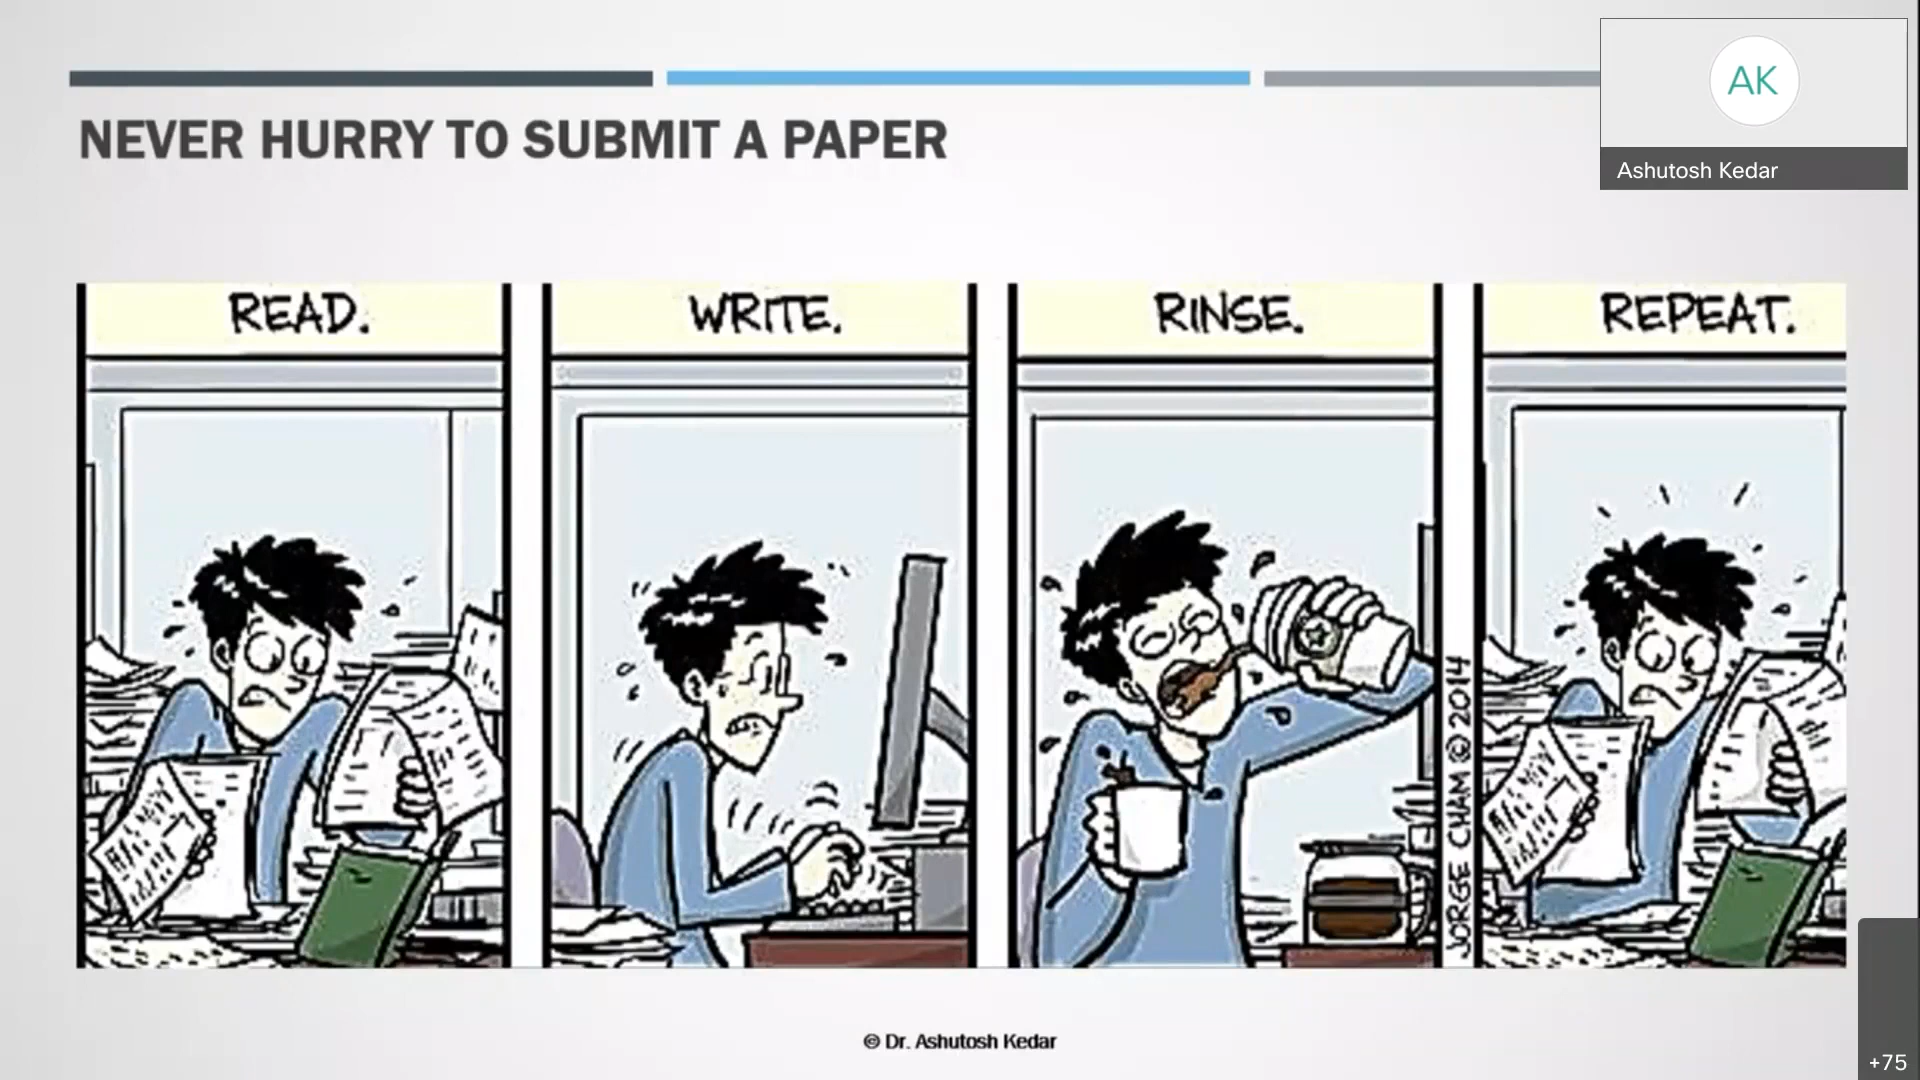 NEVER HURRY TO SUBMIT A PAPER
AK
Ashutosh Kedar
READ.
WRITE.
RINSE.
REPEAT.
JORGE CHAM © 2014
© Dr. Ashutosh Kedar
+75